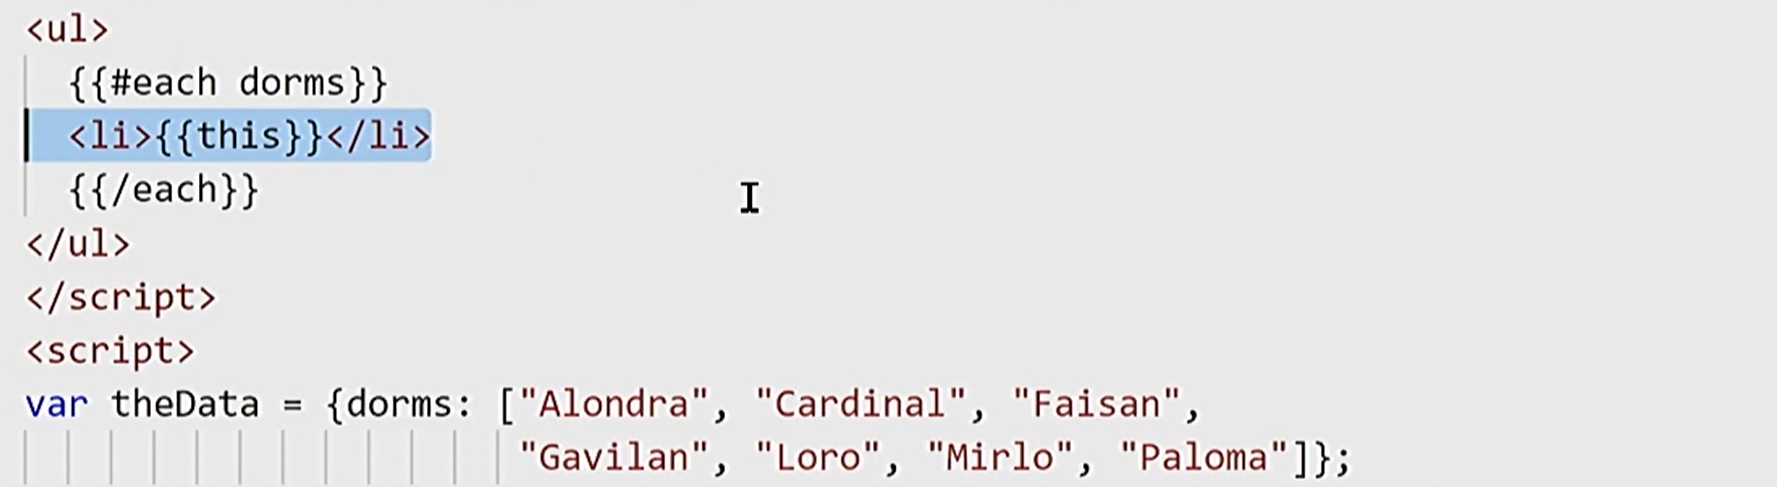 <ul>
{{#each dorms}}
<li>{{this}}</li>
{{/each}}
</ul>
</script>
<script>
var theData = {dorms: ["Alondra", "Cardinal", "Faisan",
"Gavilan", "Loro", "Mirlo", "Paloma"]};